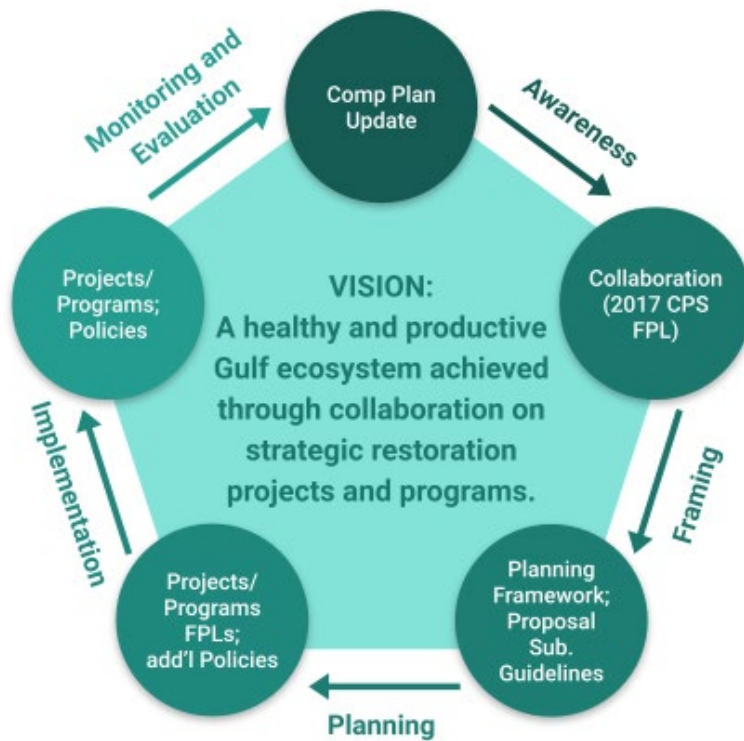 Comp Plan
Update
Awareness
Collaboration
(2017 CPS
FPL)
Framing
Planning
Framework;
Proposal
Sub.
Guidelines
Planning
Projects/
Programs
FPLs;
add'l Policies
Implementation
Projects/
Programs;
Policies
Monitoring and
Evaluation
VISION:
A healthy and productive
Gulf ecosystem achieved
through collaboration on
strategic restoration
projects and programs.